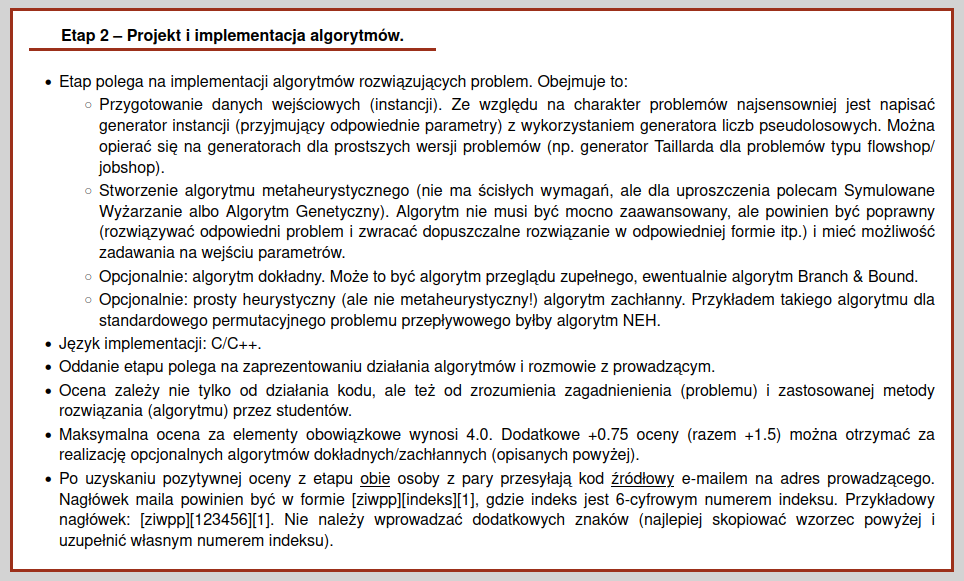 Etap 2 – Projekt i implementacja algorytmów.
• Etap polega na implementacji algorytmów rozwiązujących problem. Obejmuje to:
○ Przygotowanie danych wejściowych (instancji). Ze względu na charakter problemów najsensowniej jest napisać
generator instancji (przyjmujący odpowiednie parametry) z wykorzystaniem generatora liczb pseudolosowych. Można
opierać się na generatorach dla prostszych wersji problemów (np. generator Taillarda dla problemów typu flowshop/
jobshop).
○ Stworzenie algorytmu metaheurystycznego (nie ma ścisłych wymagań, ale dla uproszczenia polecam Symulowane
Wyżarzanie albo Algorytm Genetyczny). Algorytm nie musi być mocno zaawansowany, ale powinien być poprawny
(rozwiązywać odpowiedni problem i zwracać dopuszczalne rozwiązanie w odpowiedniej formie itp.) i mieć możliwość
zadawania na wejściu parametrów.
○ Opcjonalnie: algorytm dokładny. Może to być algorytm przeglądu zupełnego, ewentualnie algorytm Branch & Bound.
○ Opcjonalnie: prosty heurystyczny (ale nie metaheurystyczny!) algorytm zachłanny. Przykładem takiego algorytmu dla
standardowego permutacyjnego problemu przepływowego byłby algorytm NEH.
• Język implementacji: C/C++.
• Oddanie etapu polega na zaprezentowaniu działania algorytmów i rozmowie z prowadzącym.
• Ocena zależy nie tylko od działania kodu, ale też od zrozumienia zagadnienienia (problemu) i zastosowanej metody
rozwiązania (algorytmu) przez studentów.
• Maksymalna ocena za elementy obowiązkowe wynosi 4.0. Dodatkowe +0.75 oceny (razem +1.5) można otrzymać za
realizację opcjonalnych algorytmów dokładnych/zachłannych (opisanych powyżej).
• Po uzyskaniu pozytywnej oceny z etapu obie osoby z pary przesyłają kod źródłowy e-mailem na adres prowadzącego.
Nagłówek maila powinien być w formie [ziwpp][indeks][1], gdzie indeks jest 6-cyfrowym numerem indeksu. Przykładowy
nagłówek: [ziwpp][123456][1]. Nie należy wprowadzać dodatkowych znaków (najlepiej skopiować wzorzec powyżej i
uzupełnić własnym numerem indeksu).